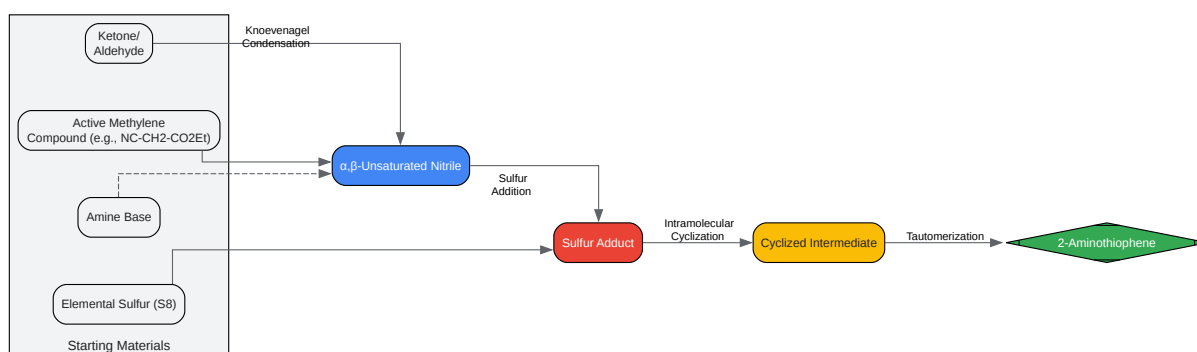 Ketone/
Aldehyde
Knoevenagel
Condensation
Active Methylene
Compound (e.g., NC-CH2-CO2Et)
α,β-Unsaturated Nitrile
Sulfur
Addition
Amine Base
Intramolecular
Cyclization
Sulfur Adduct
Cyclized Intermediate
Tautomerization
2-Aminothiophene
Elemental Sulfur (S8)
Starting Materials